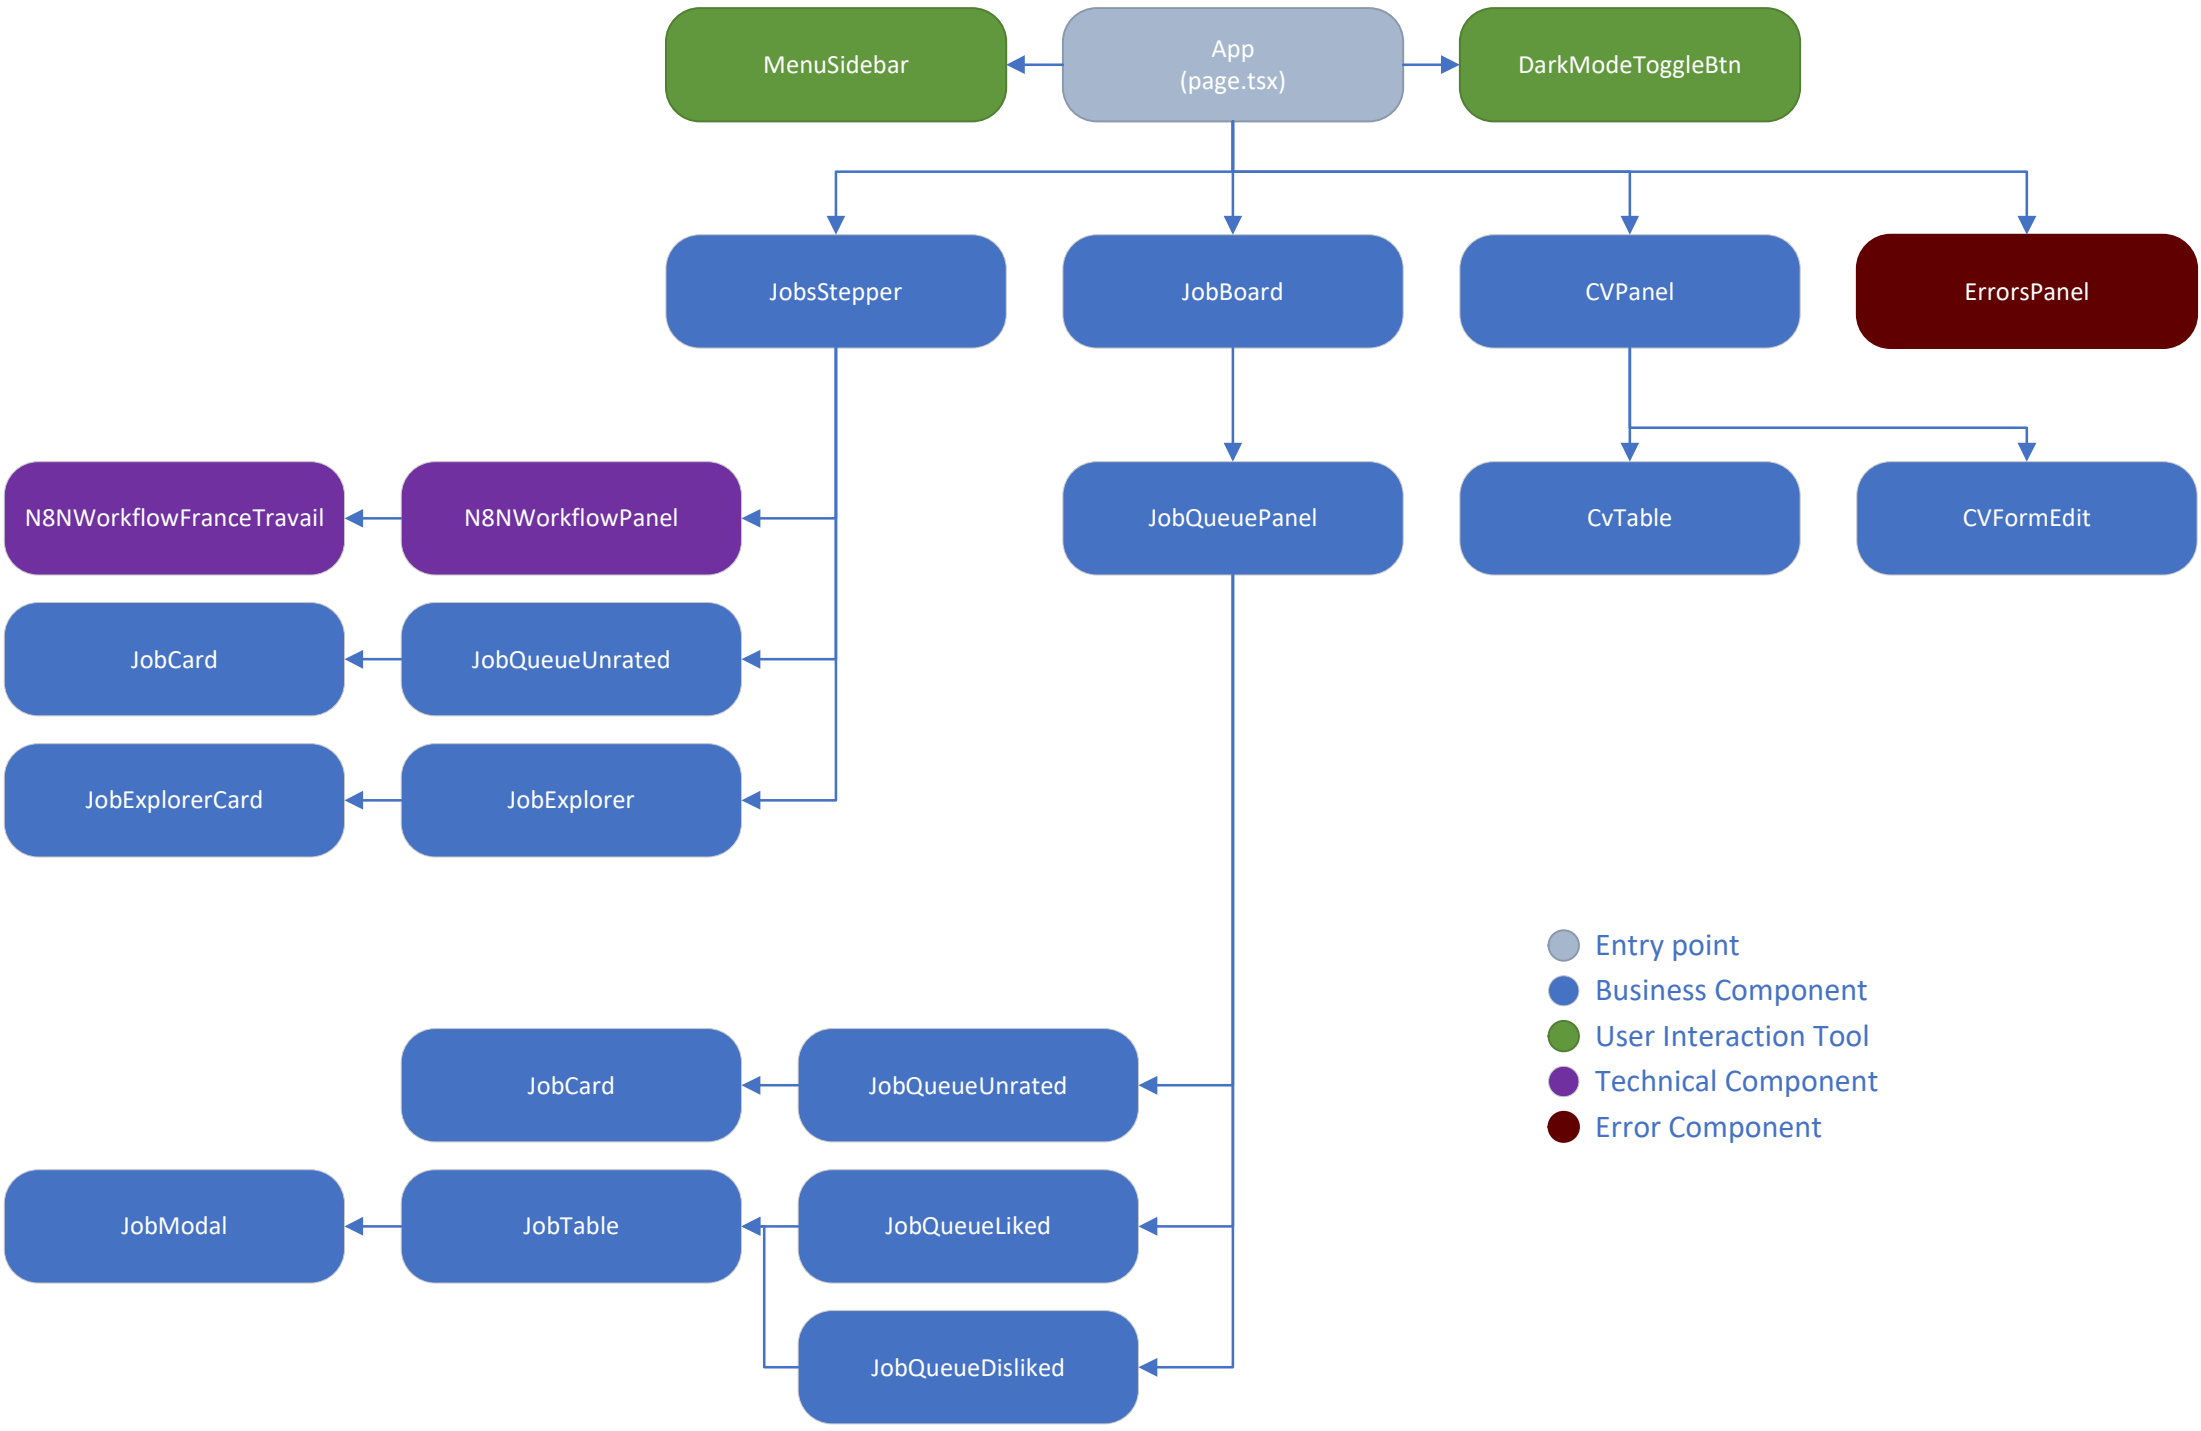 MenuSidebar
App
(page.tsx)
DarkModeToggleBtn
JobsStepper
JobBoard
CVPanel
ErrorsPanel
N8NWorkflowFranceTravail
N8NWorkflowPanel
JobQueuePanel
CvTable
CVFormEdit
JobCard
JobQueueUnrated
JobExplorerCard
JobExplorer
Entry point
Business Component
User Interaction Tool
Technical Component
Error Component
JobCard
JobQueueUnrated
JobModal
JobTable
JobQueueLiked
JobQueueDisliked